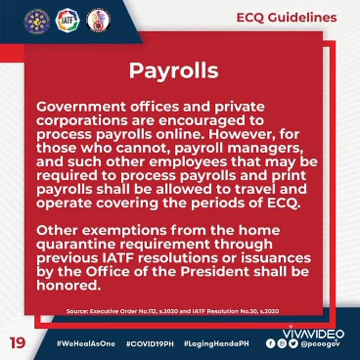 ECQ Guidelines
IATF
Payrolls
Government offices and private
corporations are encouraged to
process payrolls online. However, for
those who cannot, payroll managers,
and such other employees that may be
required to process payrolls and print
payrolls shall be allowed to travel and
operate covering the periods of ECQ.
Other exemptions from the home
quarantine requirement through
previous IATF resolutions or issuances
by the Office of the President shall be
honored.
Source: Executive Order No.112, s.2020 and IATF Resolution No.30, s.2020
19
#WeHealAsOne #COVID19PH #LagingHandaPH
VIVAVIDEO
@pcoogov